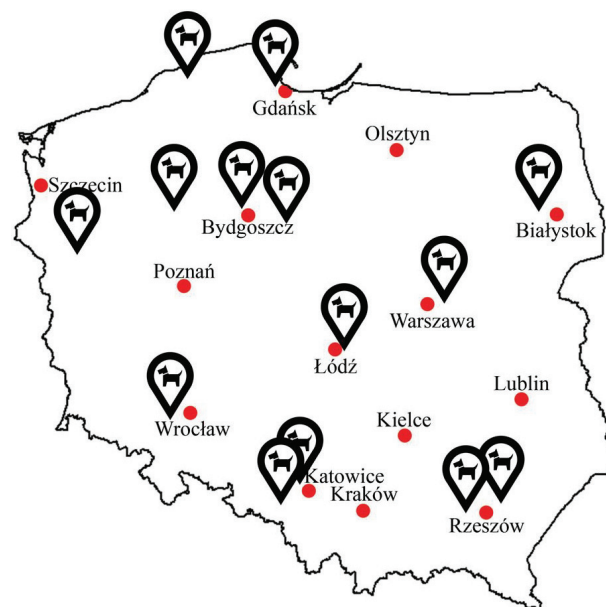 Gdańsk
Olsztyn
Szczecin
Bydgoszcz
Białystok
Poznań
Warszawa
Łódź
Lublin
Wrocław
Kielce
Katowice
Kraków
Rzeszów